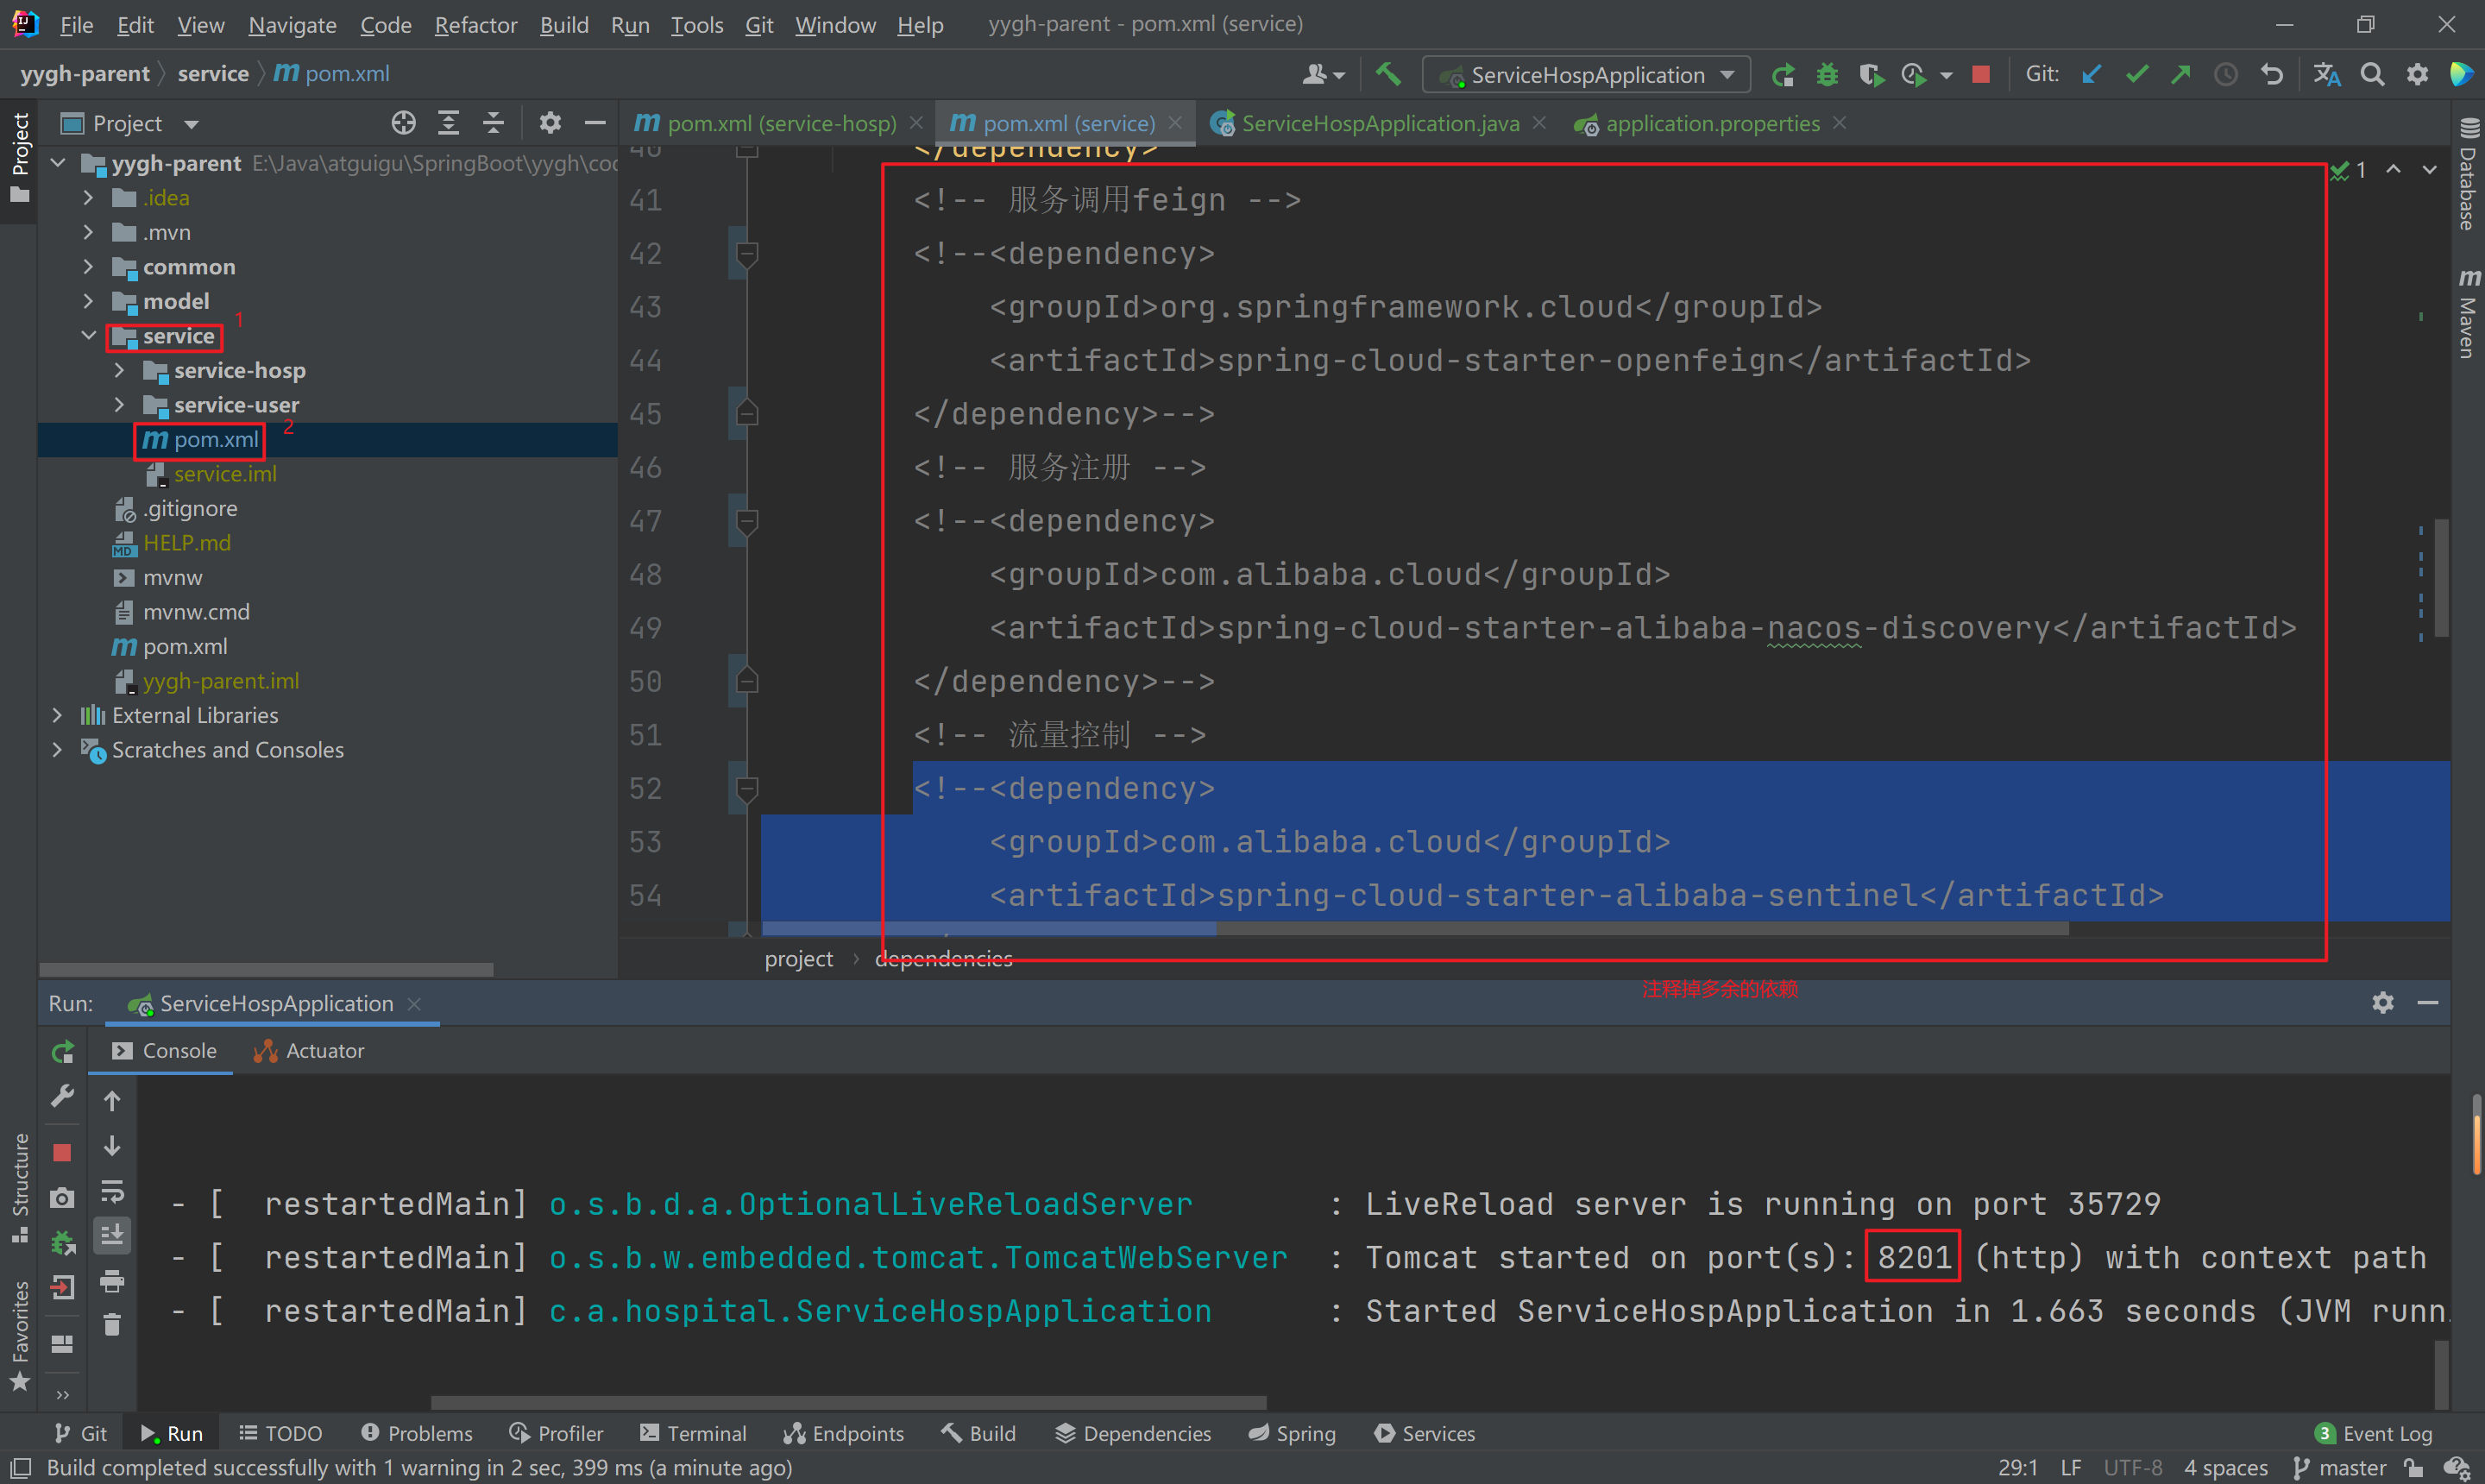 File Edit View Navigate Code Refactor Build Run Tools Git Window Help yygh-parent - pom.xml (service)
yygh-parent service pom.xml ServiceHospApplication Git:
Project
Project
pom.xml (service-hosp) pom.xml (service) ServiceHospApplication.java application.properties
yygh-parent E:\Java\atguigu\SpringBoot\yygh\cod
.idea
.mvn
common
model
service 1
service-hosp
service-user
pom.xml 2
service.iml
.gitignore
HELP.md
mvnw
mvnw.cmd
pom.xml
yygh-parent.iml
External Libraries
Scratches and Consoles
40 </dependency>
41 <!-- 服务调用feign -->
42 <!--<dependency>
43 <groupId>org.springframework.cloud</groupId>
44 <artifactId>spring-cloud-starter-openfeign</artifactId>
45 </dependency>-->
46 <!-- 服务注册 -->
47 <!--<dependency>
48 <groupId>com.alibaba.cloud</groupId>
49 <artifactId>spring-cloud-starter-alibaba-nacos-discovery</artifactId>
50 </dependency>-->
51 <!-- 流量控制 -->
52 <!--<dependency>
53 <groupId>com.alibaba.cloud</groupId>
54 <artifactId>spring-cloud-starter-alibaba-sentinel</artifactId>
1
Database
Maven
project dependencies
注释掉多余的依赖
Run: ServiceHospApplication
Console Actuator
- [ restartedMain] o.s.b.d.a.OptionalLiveReloadServer : LiveReload server is running on port 35729
- [ restartedMain] o.s.b.w.embedded.tomcat.TomcatWebServer : Tomcat started on port(s): 8201 (http) with context path
- [ restartedMain] c.a.hospital.ServiceHospApplication : Started ServiceHospApplication in 1.663 seconds (JVM runn
Structure
Favorites
Git Run TODO Problems Profiler Terminal Endpoints Build Dependencies Spring Services 3 Event Log
Build completed successfully with 1 warning in 2 sec, 399 ms (a minute ago) 29:1 LF UTF-8 4 spaces master